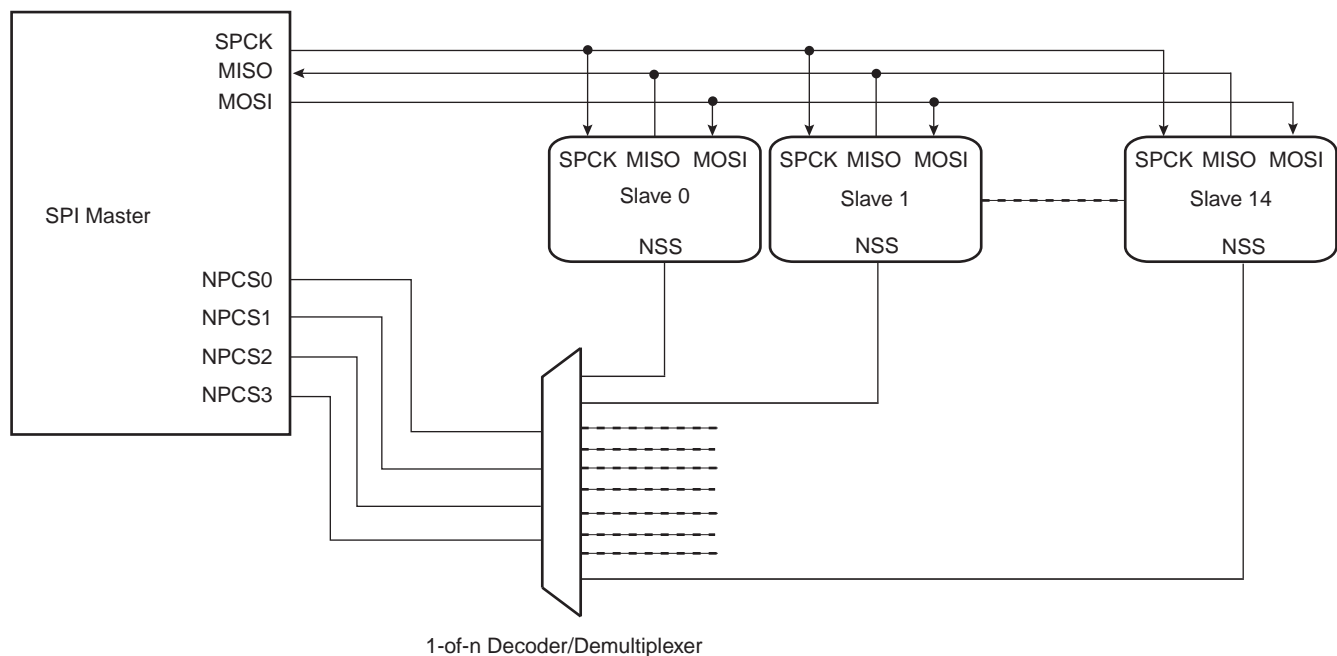 SPCK
MISO
MOSI
SPI Master
NPCS0
NPCS1
NPCS2
NPCS3
SPCK MISO MOSI
Slave 0
NSS
SPCK MISO MOSI
Slave 1
NSS
SPCK MISO MOSI
Slave 14
NSS
1-of-n Decoder/Demultiplexer